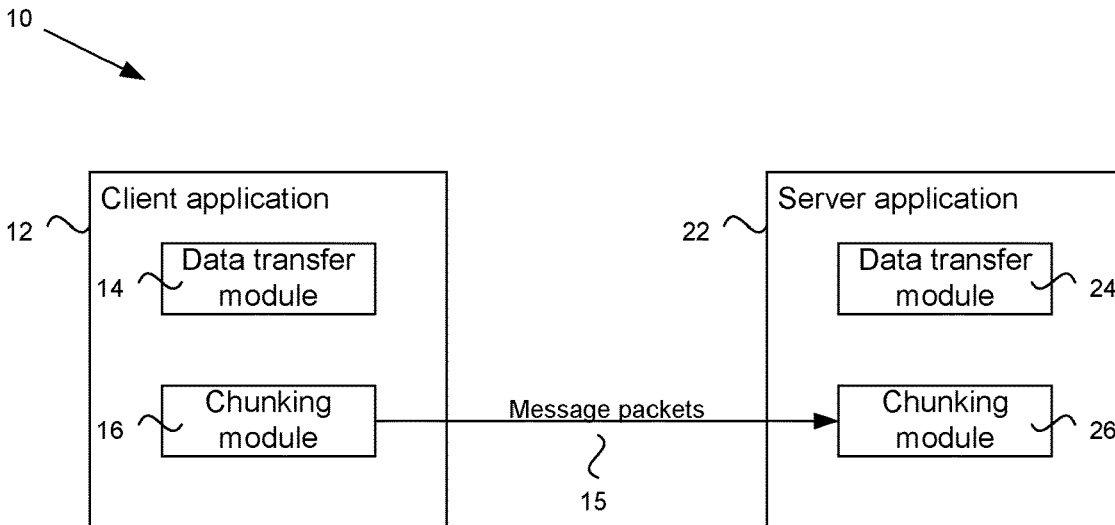 10
Client application
Server application
12
22
Data transfer
module
Data transfer
module
14
24
Chunking
module
Message packets
Chunking
module
16
26
15